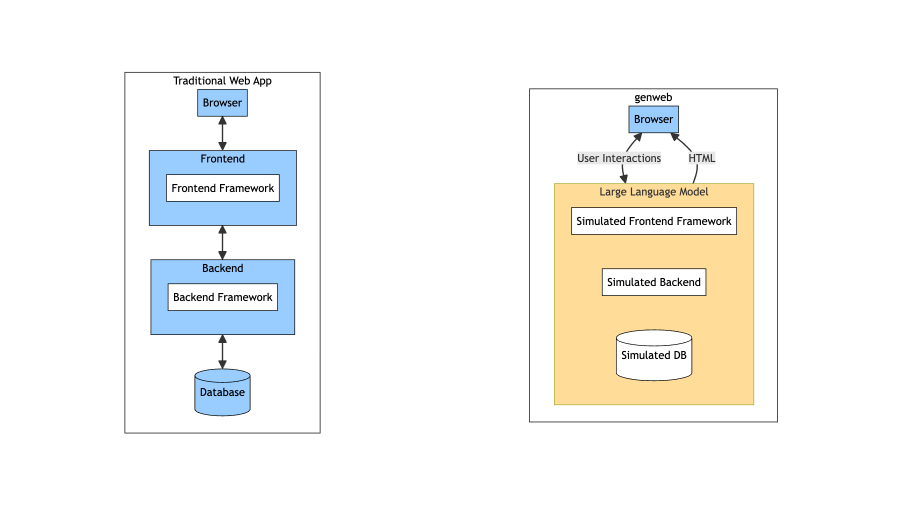 Traditional Web App
Browser
Frontend
Frontend Framework
Backend
Backend Framework
Database
genweb
Browser
User Interactions
HTML
Large Language Model
Simulated Frontend Framework
Simulated Backend
Simulated DB